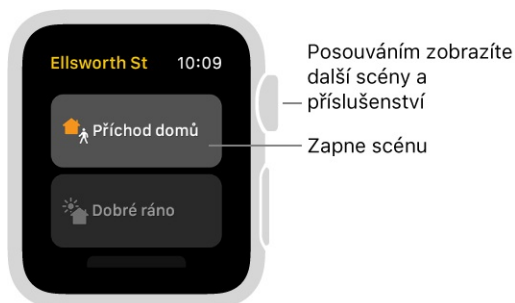 Ellsworth St 10:09
Příchod domů
Dobré ráno
Posouváním zobrazíte
další scény a
příslušenství
Zapne scénu